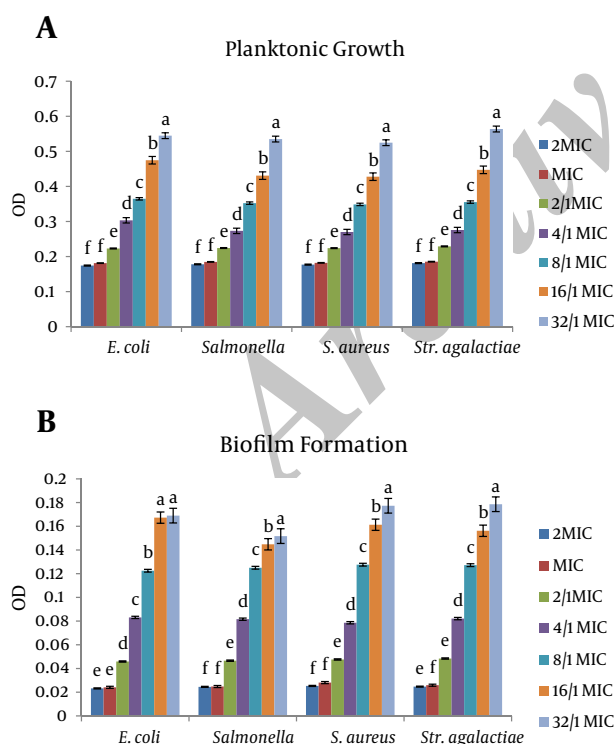 A
Planktonic Growth
OD
0.7
0.6
0.5
0.4
0.3
0.2
0.1
0
f f e d c b a
f f e d c b a
f f e d c b a
f f e d c b a
E. coli
Salmonella
S. aureus
Str. agalactiae
2MIC
MIC
2/1MIC
4/1 MIC
8/1 MIC
16/1 MIC
32/1 MIC
B
Biofilm Formation
OD
0.2
0.18
0.16
0.14
0.12
0.1
0.08
0.06
0.04
0.02
0
e e d c b a a
f f e d c b a
f f e d c b a
e f e d c b a
E. coli
Salmonella
S. aureus
Str. agalactiae
2MIC
MIC
2/1MIC
4/1 MIC
8/1 MIC
16/1 MIC
32/1 MIC